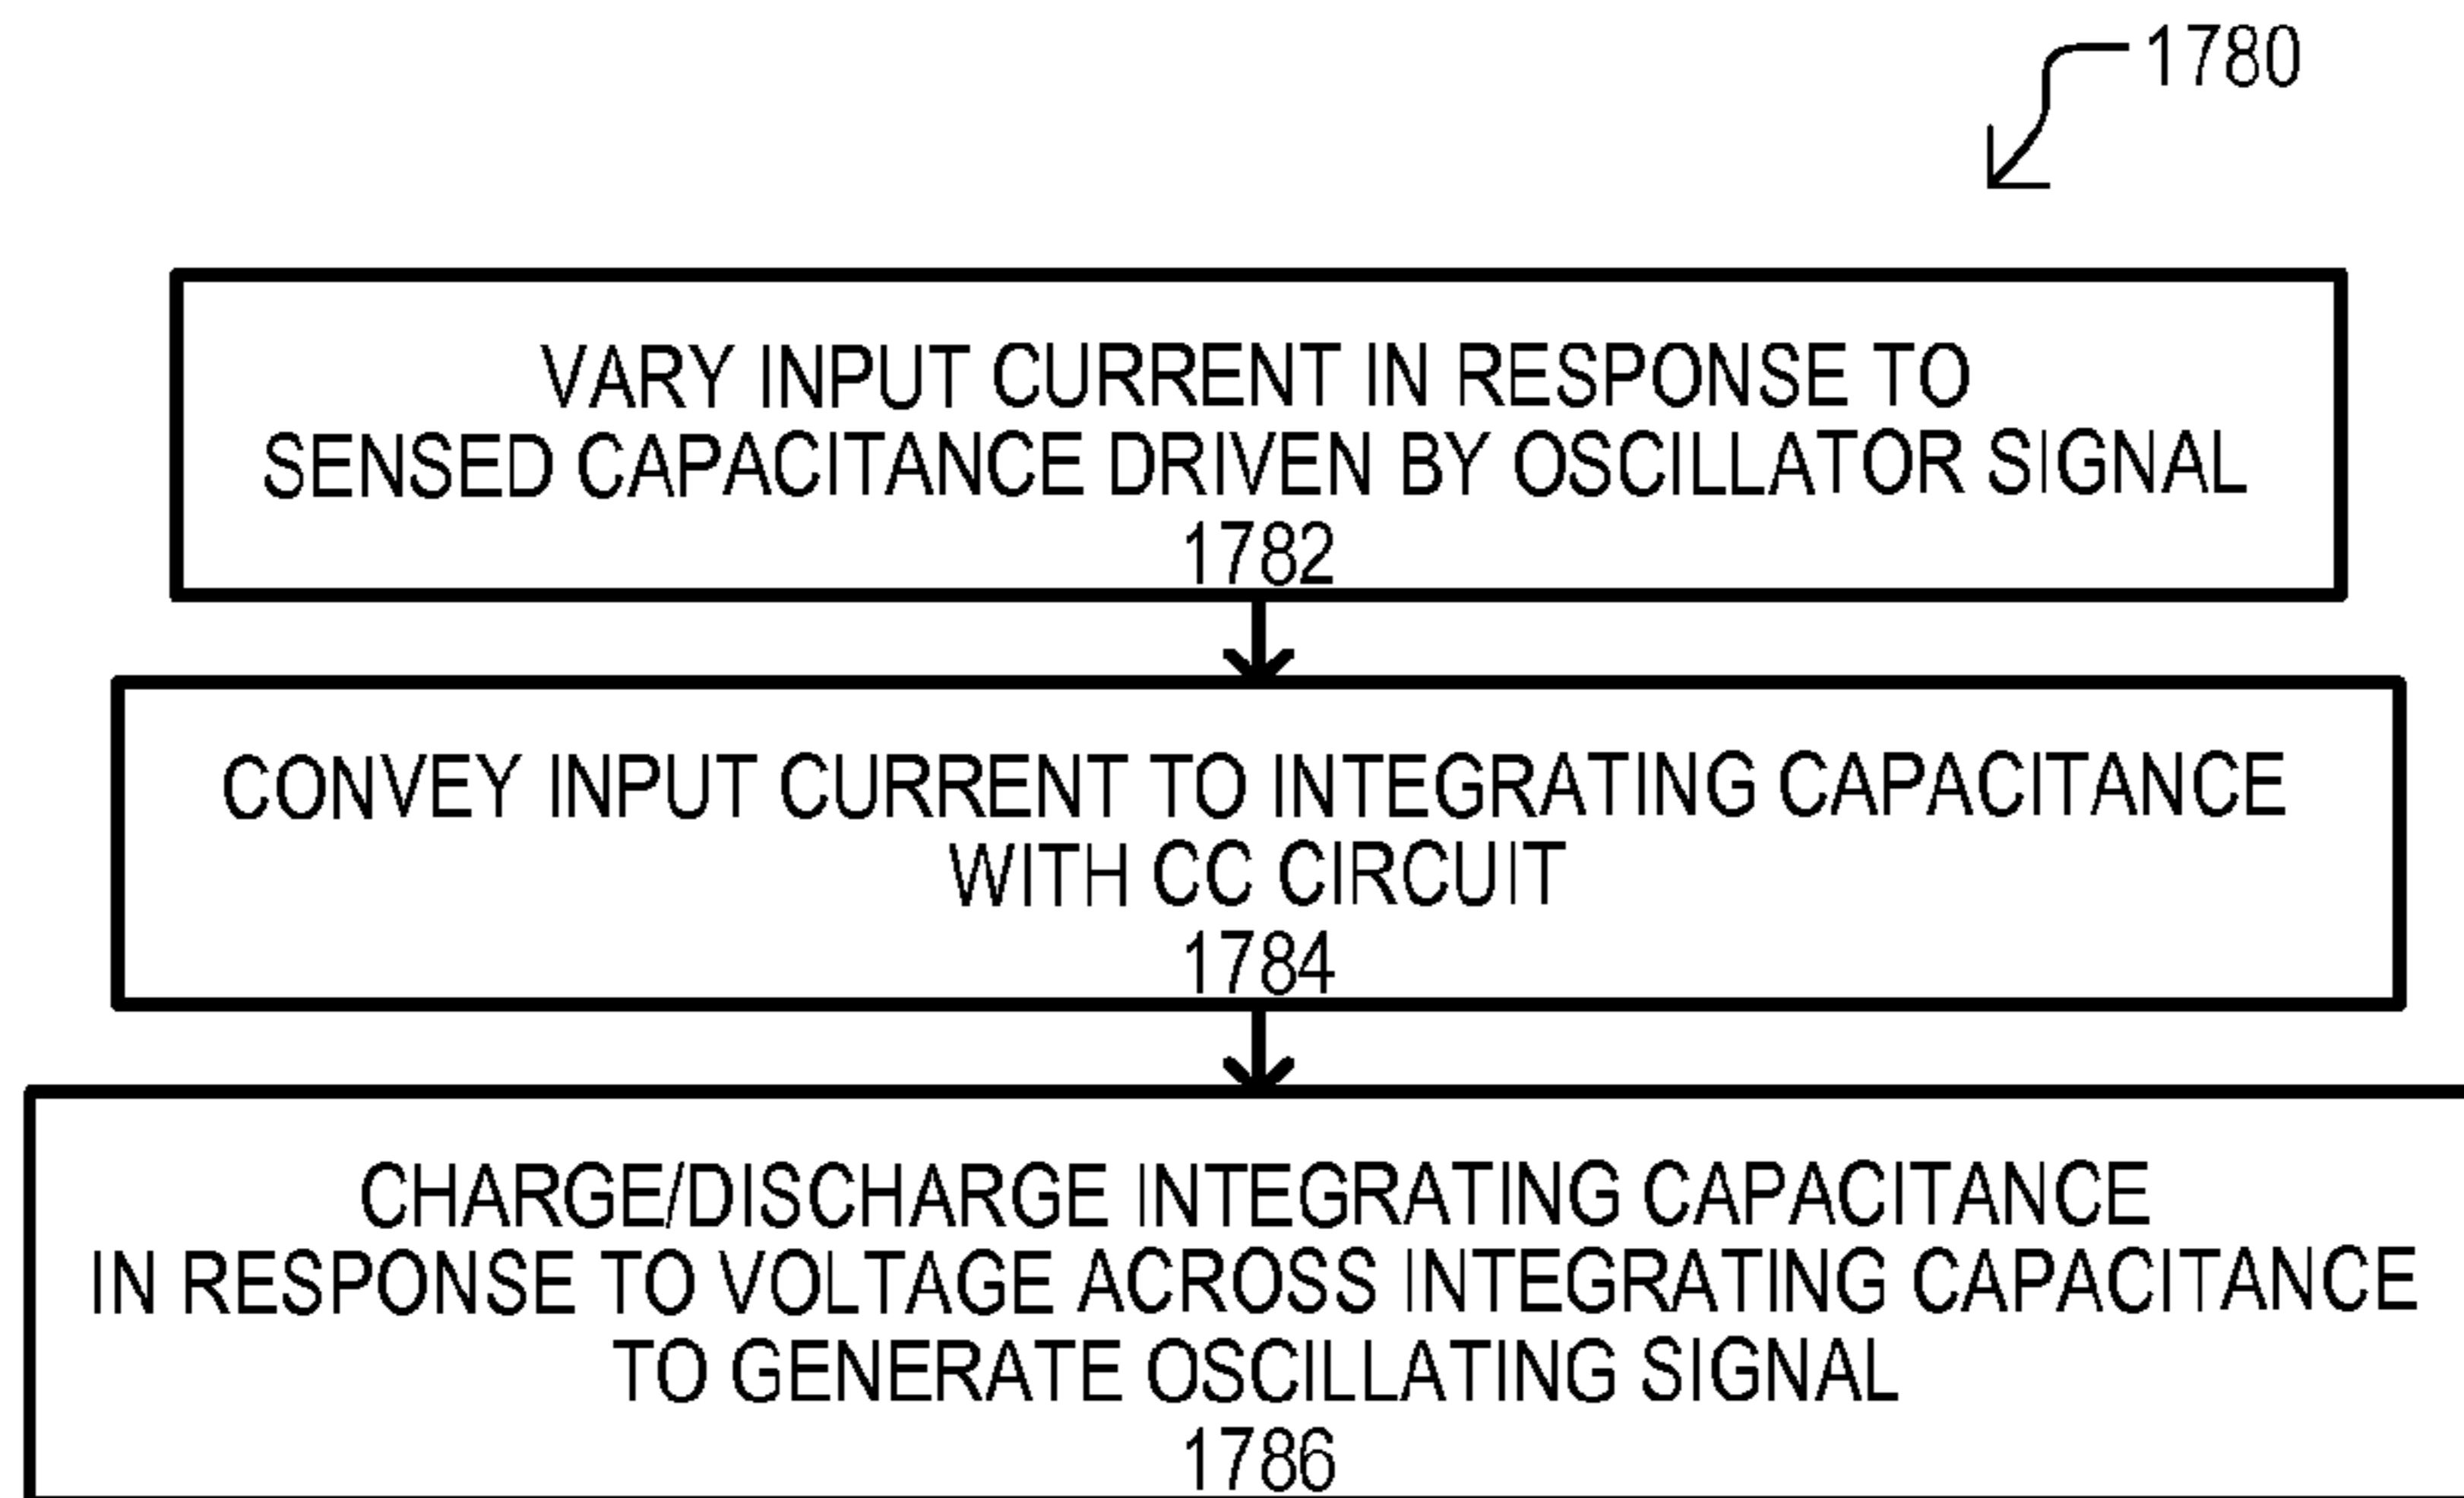 1780
VARY INPUT CURRENT IN RESPONSE TO
SENSED CAPACITANCE DRIVEN BY OSCILLATOR SIGNAL
1782
CONVEY INPUT CURRENT TO INTEGRATING CAPACITANCE
WITH CC CIRCUIT
1784
CHARGE/DISCHARGE INTEGRATING CAPACITANCE
IN RESPONSE TO VOLTAGE ACROSS INTEGRATING CAPACITANCE
TO GENERATE OSCILLATING SIGNAL
1786